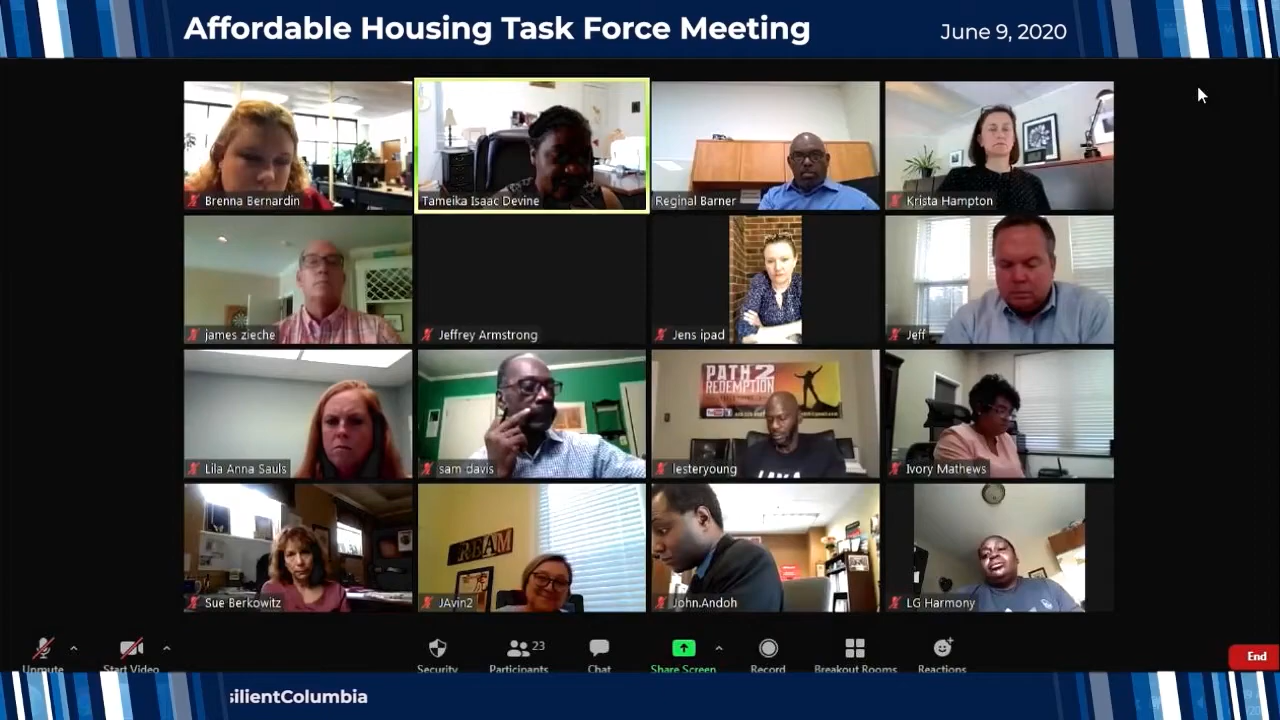 Affordable Housing Task Force Meeting
June 9, 2020
Brenna Bernardin
Tameika Isaac Devine
Reginal Barner
Krista Hampton
james zieche
Jeffrey Armstrong
Jens ipad
Jeff
Lila Anna Sauls
sam davis
PATH 2
REDEMPTION
lesteryoung
Ivory Mathews
Sue Berkowitz
DREAM
JAvin2
John.Andoh
LG Harmony
Unmute
Start Video
Security
Participants
23
Chat
Share Screen
Record
Breakout Rooms
Reactions
End
silientColumbia